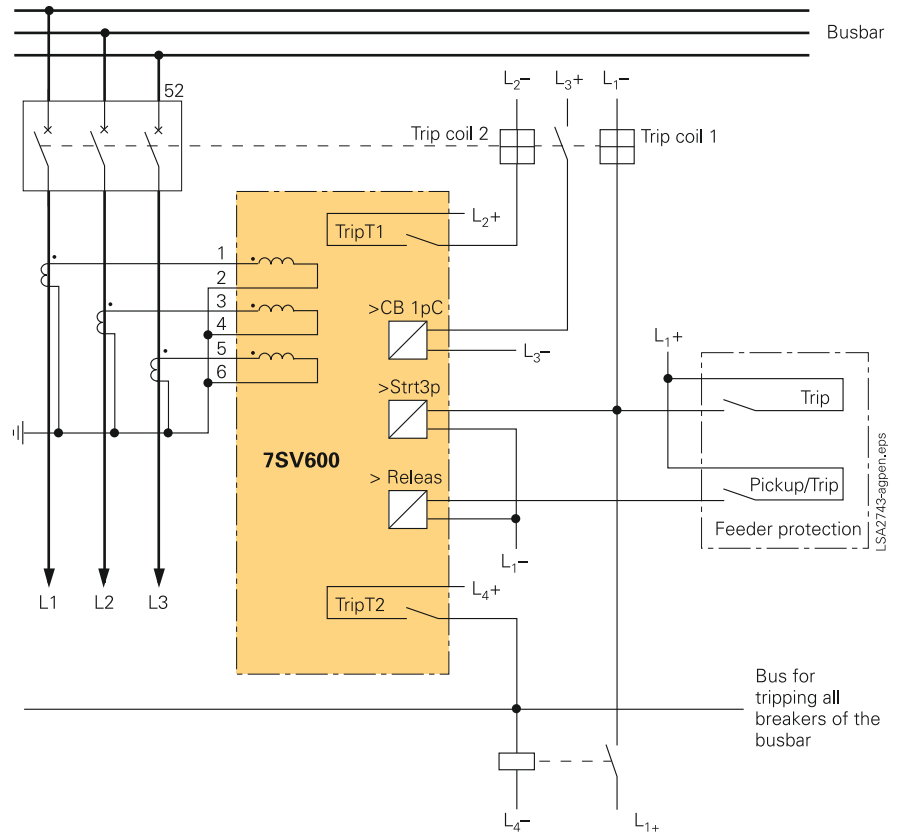 Busbar
52
L2– L3+ L1–
Trip coil 2
Trip coil 1
TripT1
L2+
1
2
3
4
5
6
>CB 1pC
L3–
>Strt3p
L1+
Trip
7SV600
> Releas
Pickup/Trip
Feeder protection
LSA2743-agpen.eps
L1–
L1 L2 L3
TripT2
L4+
Bus for
tripping all
breakers of the
busbar
L4– L1+